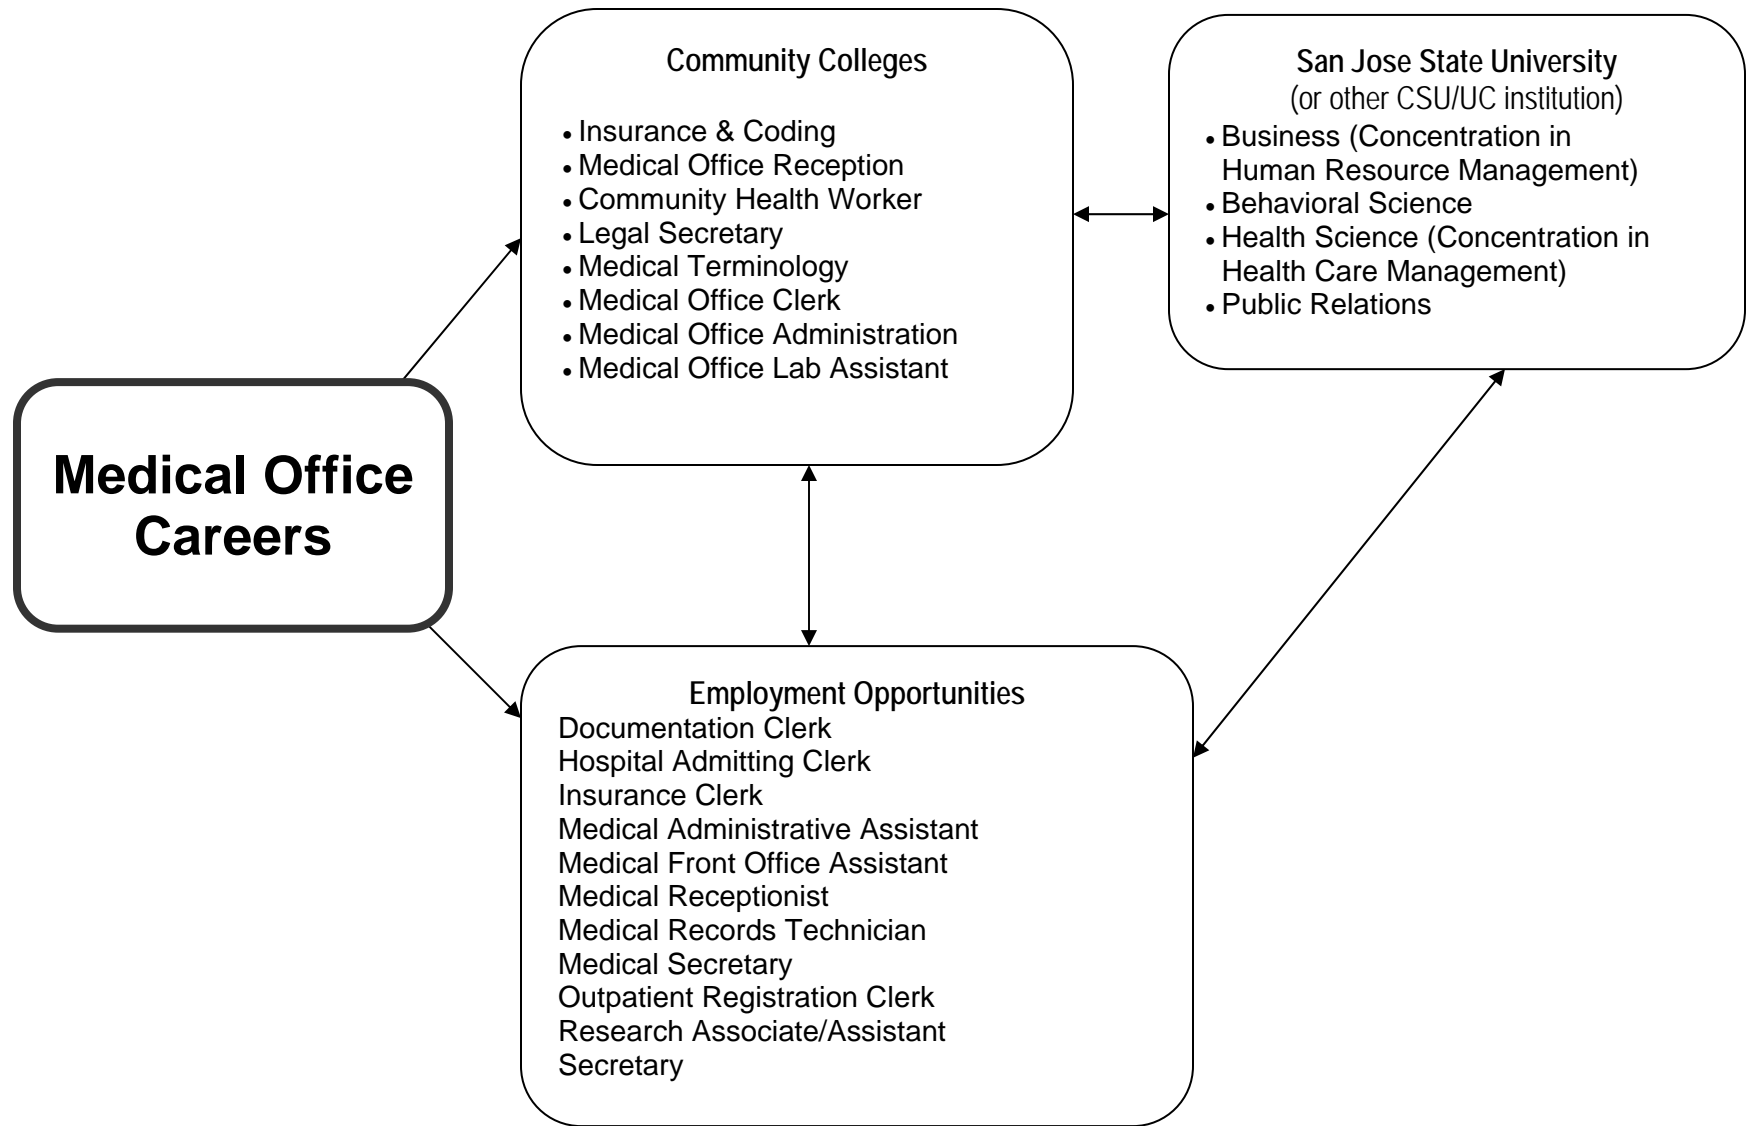 Community Colleges
• Insurance & Coding
• Medical Office Reception
• Community Health Worker
• Legal Secretary
• Medical Terminology
• Medical Office Clerk
• Medical Office Administration
• Medical Office Lab Assistant
San Jose State University
(or other CSU/UC institution)
• Business (Concentration in
Human Resource Management)
• Behavioral Science
• Health Science (Concentration in
Health Care Management)
• Public Relations
Medical Office
Careers
Employment Opportunities
Documentation Clerk
Hospital Admitting Clerk
Insurance Clerk
Medical Administrative Assistant
Medical Front Office Assistant
Medical Receptionist
Medical Records Technician
Medical Secretary
Outpatient Registration Clerk
Research Associate/Assistant
Secretary